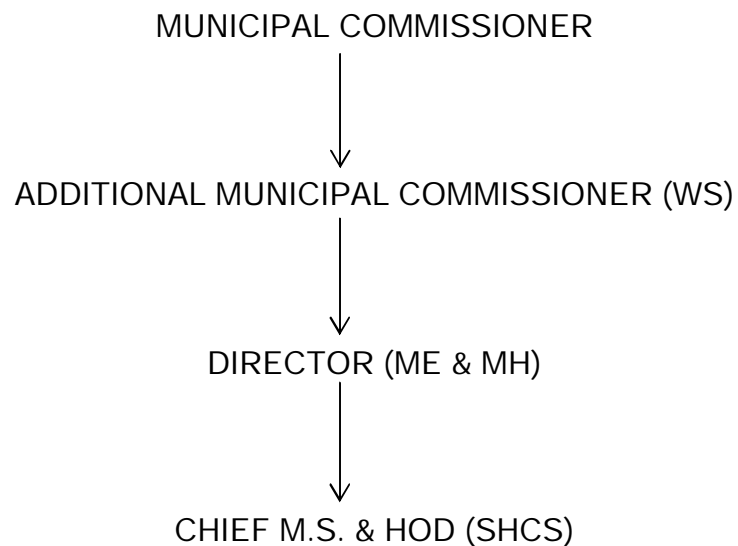 MUNICIPAL COMMISSIONER
ADDITIONAL MUNICIPAL COMMISSIONER (WS)
DIRECTOR (ME & MH)
CHIEF M.S. & HOD (SHCS)